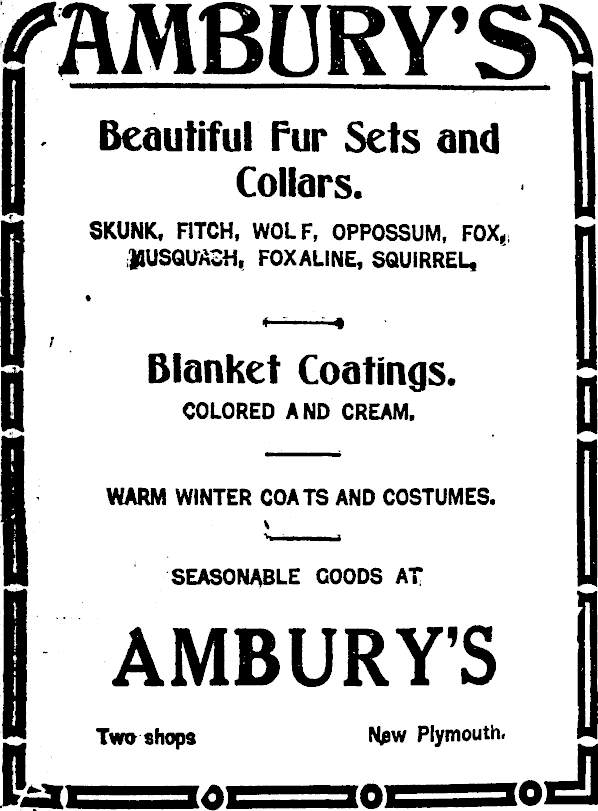 AMBURY'S
Beautiful Fur Sets and
Collars.
SKUNK, FITCH, WOLF, OPPOSSUM, FOX,
MUSQUASH, FOXALINE, SQUIRREL,
Blanket Coatings.
COLORED AND CREAM.
WARM WINTER COATS AND COSTUMES.
SEASONABLE GOODS AT
AMBURY'S
Two shops New Plymouth.